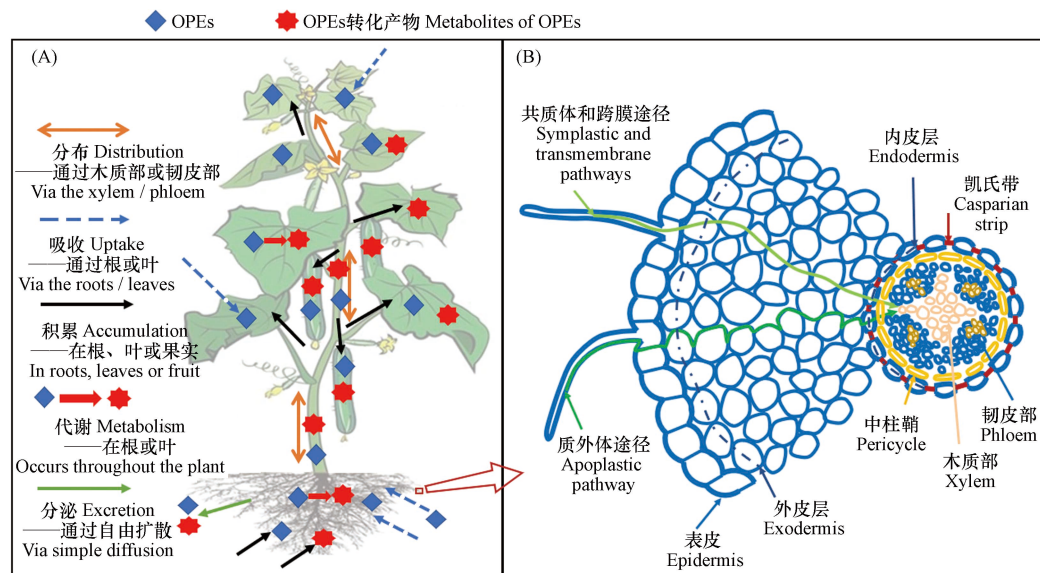 OPEs
OPEs转化产物 Metabolites of OPEs
(A)
分布 Distribution
——通过木质部或韧皮部
Via the xylem / phloem
吸收 Uptake
——通过根或叶
Via the roots / leaves
积累 Accumulation
——在根、叶或果实
In roots, leaves or fruit
代谢 Metabolism
——在根或叶
Occurs throughout the plant
分泌 Excretion
——通过自由扩散
Via simple diffusion
(B)
共质体和跨膜途径
Symplastic and
transmembrane
pathways
内皮层
Endodermis
凯氏带
Casparian
strip
质外体途径
Apoplastic
pathway
中柱鞘
Pericycle
韧皮部
Phloem
木质部
Xylem
外皮层
Exodermis
表皮
Epidermis